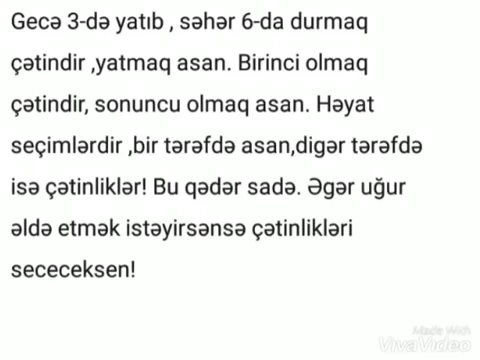 Gecə 3-də yatıb , səhər 6-da durmaq
çətindir ,yatmaq asan. Birinci olmaq
çətindir, sonuncu olmaq asan. Həyat
seçimlərdir ,bir tərəfdə asan,digər tərəfdə
isə çətinliklər! Bu qədər sadə. Əgər uğur
əldə etmək istəyirsənsə çətinlikləri
sececeksen!
Made With
VivaVideo